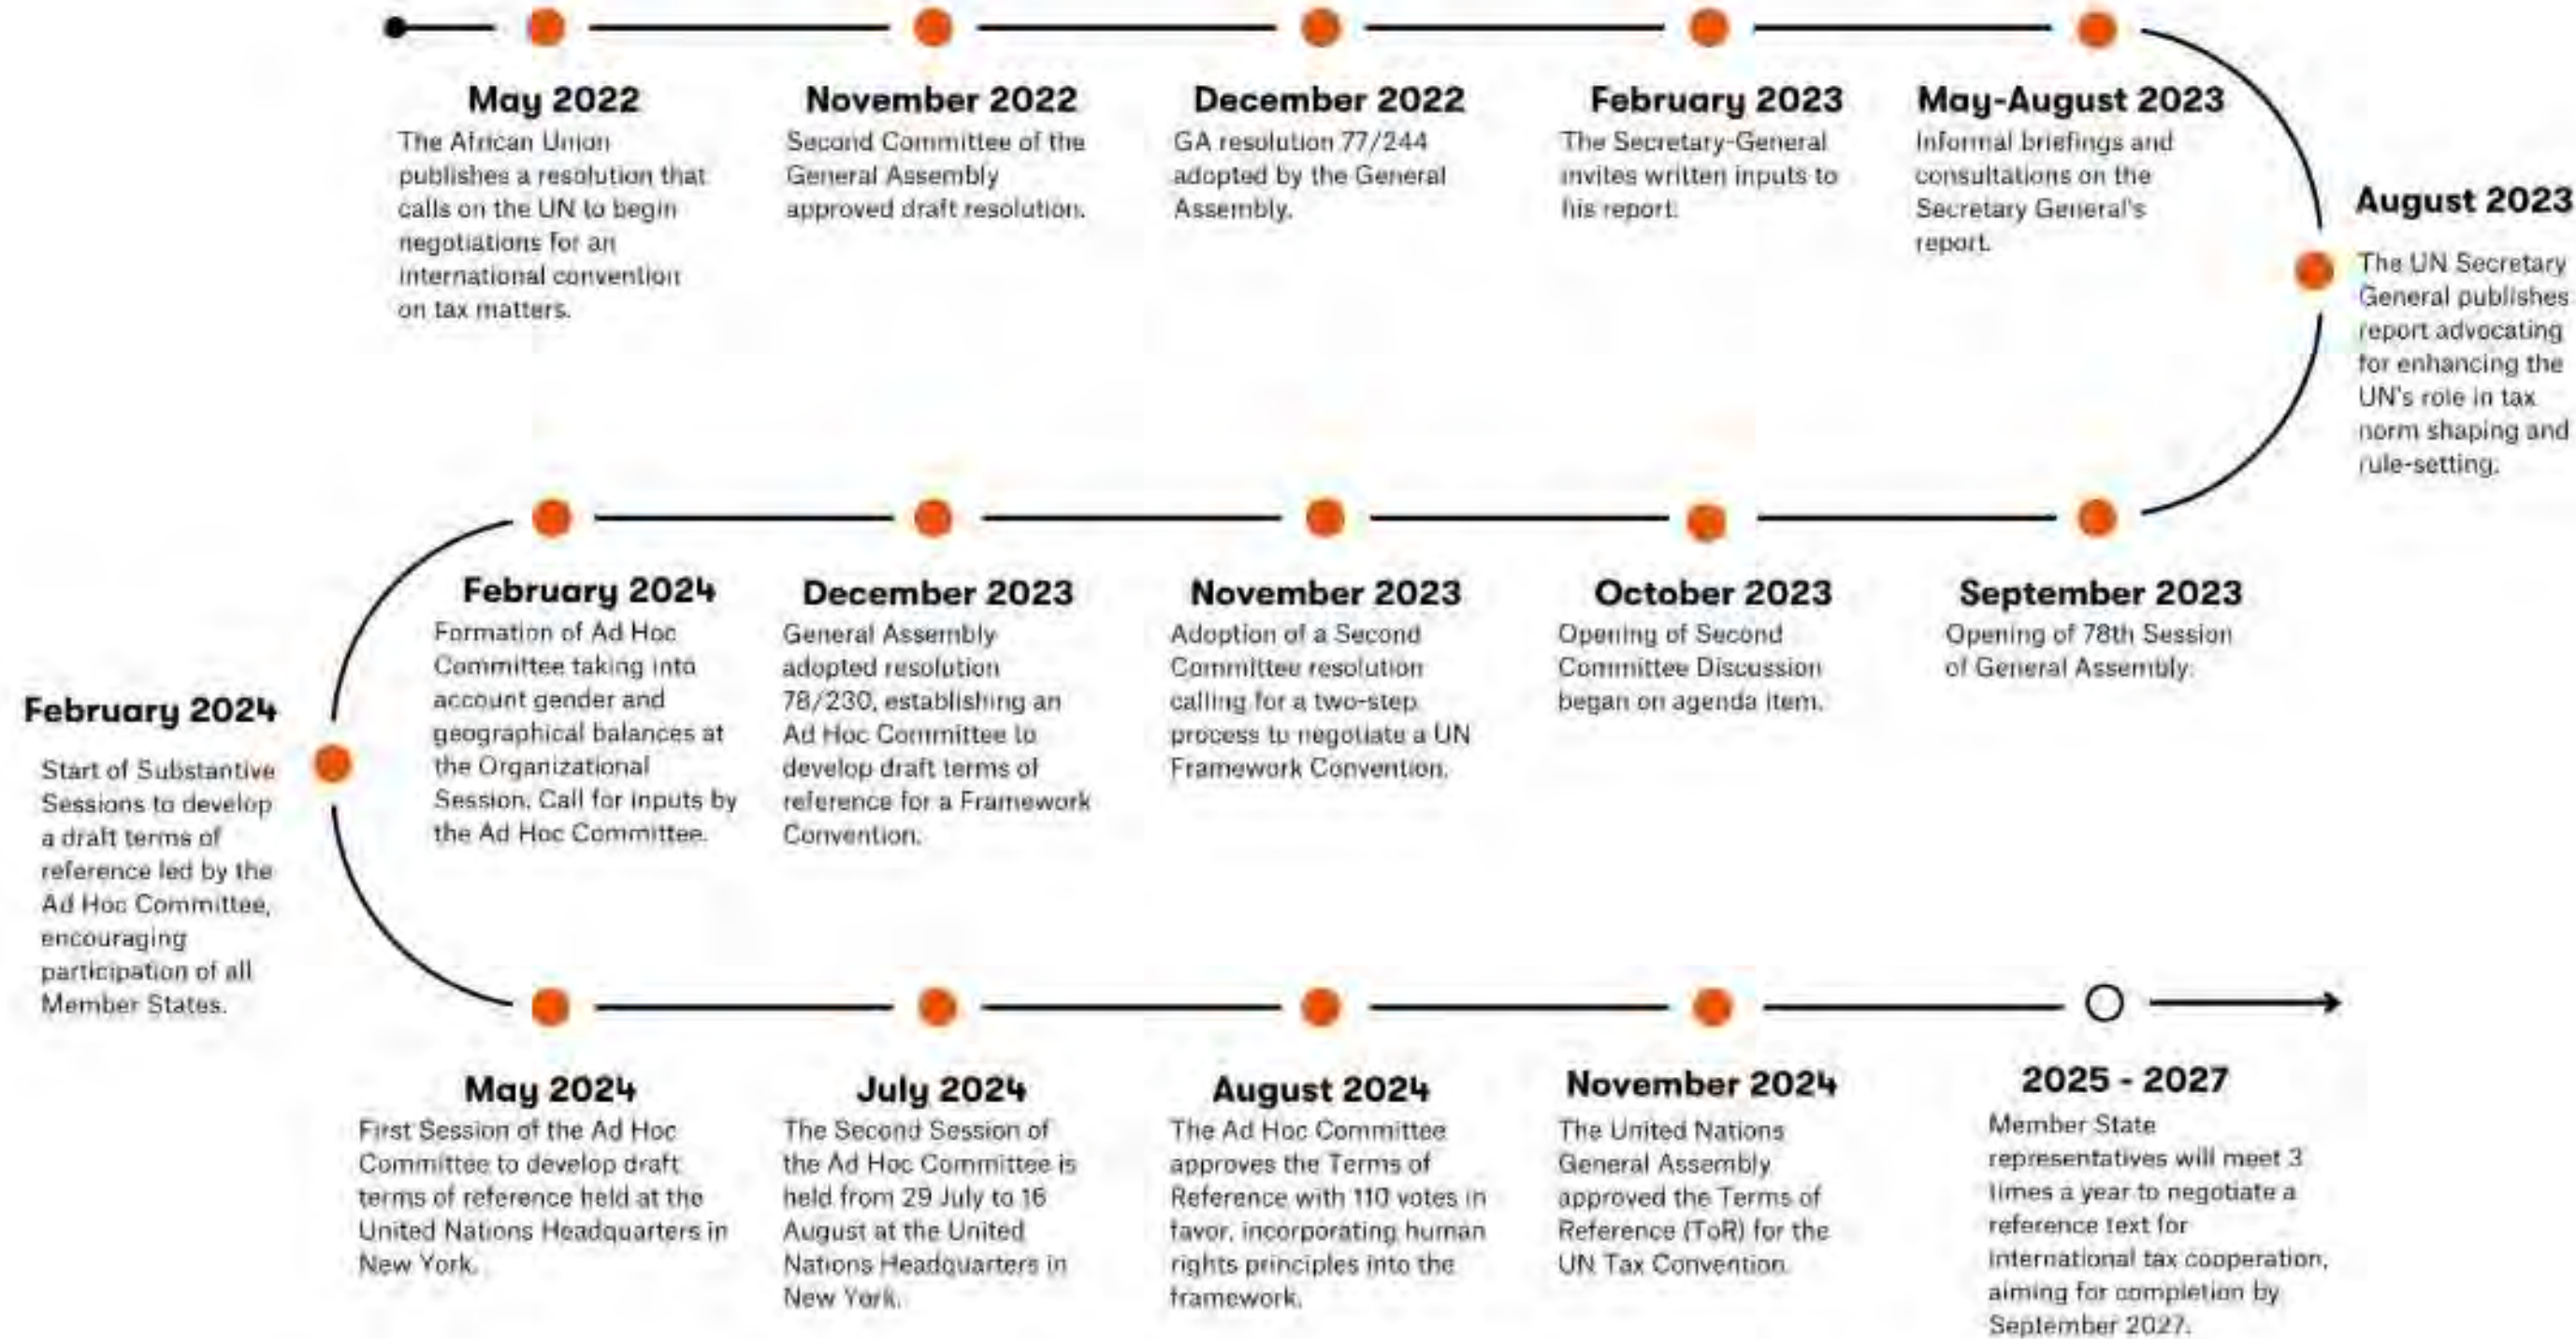 May 2022
The African Union
publishes a resolution that
calls on the UN to begin
negotiations for an
international convention
on tax matters.
November 2022
Second Committee of the
General Assembly
approved draft resolution.
December 2022
GA resolution 77/244
adopted by the General
Assembly.
February 2023
The Secretary-General
invites written inputs to
his report.
May-August 2023
Informal briefings and
consultations on the
Secretary General's
report.
August 2023
The UN Secretary
General publishes
report advocating
for enhancing the
UN's role in tax
norm shaping and
rule-setting.
September 2023
Opening of 78th Session
of General Assembly.
October 2023
Opening of Second
Committee Discussion
began on agenda item.
November 2023
Adoption of a Second
Committee resolution
calling for a two-step
process to negotiate a UN
Framework Convention.
December 2023
General Assembly
adopted resolution
78/230, establishing an
Ad Hoc Committee to
develop draft terms of
reference for a Framework
Convention.
February 2024
Formation of Ad Hoc
Committee taking into
account gender and
geographical balances at
the Organizational
Session. Call for inputs by
the Ad Hoc Committee.
February 2024
Start of Substantive
Sessions to develop
a draft terms of
reference led by the
Ad Hoc Committee,
encouraging
participation of all
Member States.
May 2024
First Session of the Ad Hoc
Committee to develop draft
terms of reference held at the
United Nations Headquarters in
New York.
July 2024
The Second Session of
the Ad Hoc Committee is
held from 29 July to 16
August at the United
Nations Headquarters in
New York.
August 2024
The Ad Hoc Committee
approves the Terms of
Reference with 110 votes in
favor, incorporating human
rights principles into the
framework.
November 2024
The United Nations
General Assembly
approved the Terms of
Reference (ToR) for the
UN Tax Convention.
2025 - 2027
Member State
representatives will meet 3
times a year to negotiate a
reference text for
international tax cooperation,
aiming for completion by
September 2027.